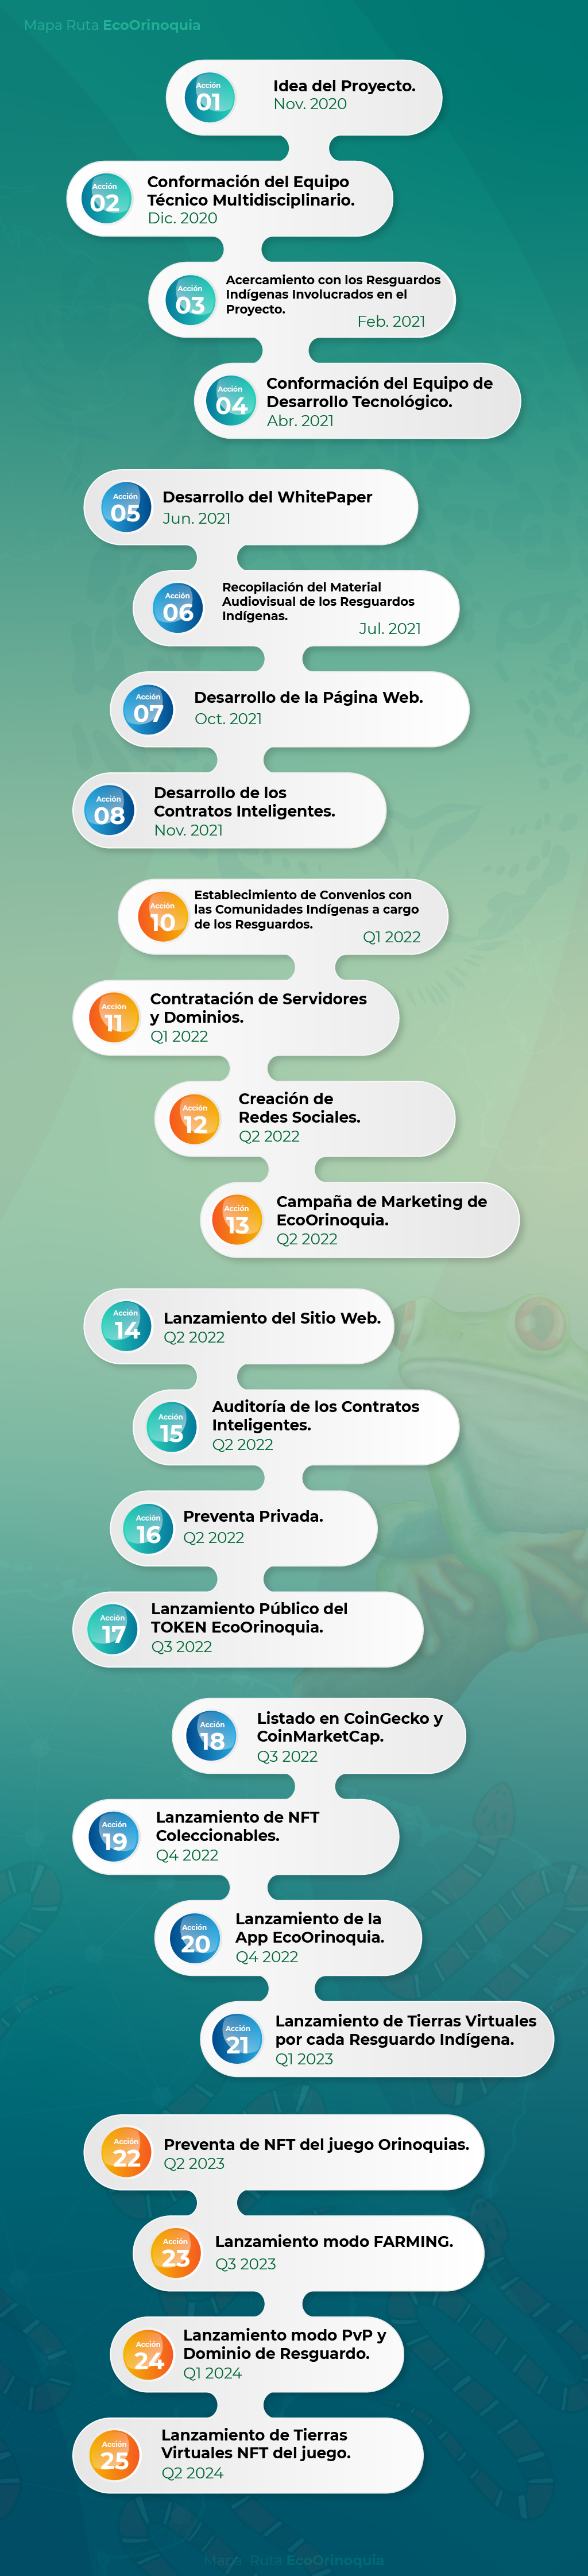 Mapa Ruta EcoOrinoquia
Acción
01
Idea del Proyecto.
Nov. 2020
Acción
02
Conformación del Equipo
Técnico Multidisciplinario.
Dic. 2020
Acción
03
Acercamiento con los Resguardos
Indígenas Involucrados en el
Proyecto.
Feb. 2021
Acción
04
Conformación del Equipo de
Desarrollo Tecnológico.
Abr. 2021
Acción
05
Desarrollo del WhitePaper
Jun. 2021
Acción
06
Recopilación del Material
Audiovisual de los Resguardos
Indígenas.
Jul. 2021
Acción
07
Desarrollo de la Página Web.
Oct. 2021
Acción
08
Desarrollo de los
Contratos Inteligentes.
Nov. 2021
Acción
10
Establecimiento de Convenios con
las Comunidades Indígenas a cargo
de los Resguardos.
Q1 2022
Acción
11
Contratación de Servidores
y Dominios.
Q1 2022
Acción
12
Creación de
Redes Sociales.
Q2 2022
Acción
13
Campaña de Marketing de
EcoOrinoquia.
Q2 2022
Acción
14
Lanzamiento del Sitio Web.
Q2 2022
Acción
15
Auditoría de los Contratos
Inteligentes.
Q2 2022
Acción
16
Preventa Privada.
Q2 2022
Acción
17
Lanzamiento Público del
TOKEN EcoOrinoquia.
Q3 2022
Acción
18
Listado en CoinGecko y
CoinMarketCap.
Q3 2022
Acción
19
Lanzamiento de NFT
Coleccionables.
Q4 2022
Acción
20
Lanzamiento de la
App EcoOrinoquia.
Q4 2022
Acción
21
Lanzamiento de Tierras Virtuales
por cada Resguardo Indígena.
Q1 2023
Acción
22
Preventa de NFT del juego Orinoquias.
Q2 2023
Acción
23
Lanzamiento modo FARMING.
Q3 2023
Acción
24
Lanzamiento modo PvP y
Dominio de Resguardo.
Q1 2024
Acción
25
Lanzamiento de Tierras
Virtuales NFT del juego.
Q2 2024
Mapa Ruta EcoOrinoquia